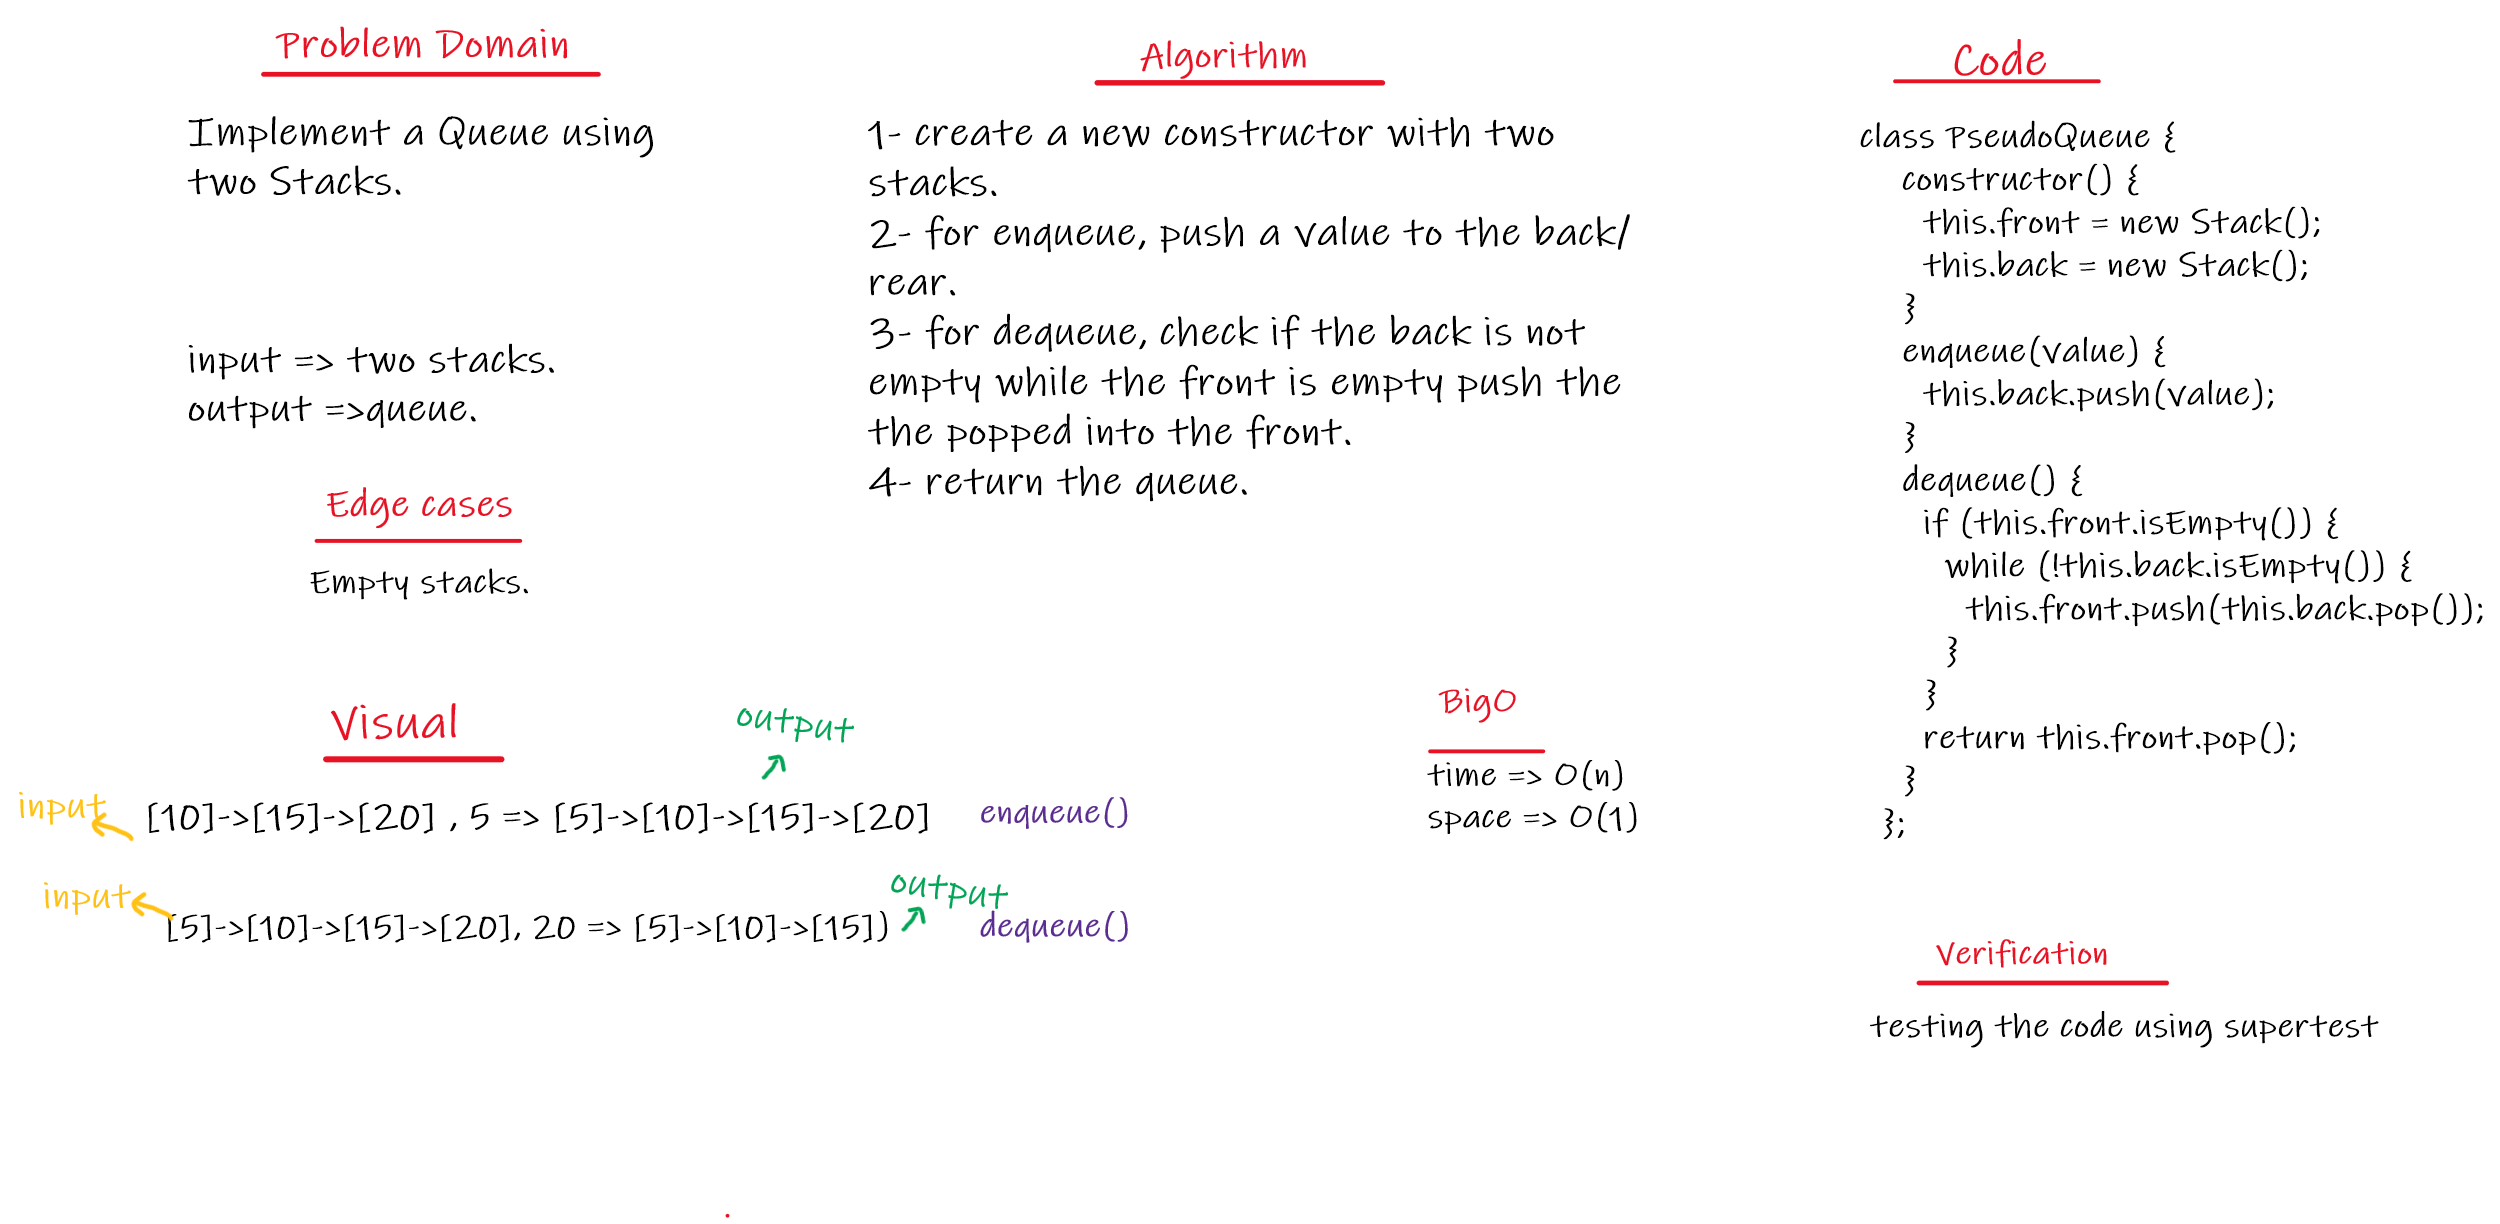 Problem Domain
Implement a Queue using
two Stacks.
input => two stacks.
output =>queue.
Edge cases
Empty stacks.
Visual
output
input
[10]->[15]->[20] , 5 => [5]->[10]->[15]->[20]
enqueue()
input
output
[5]->[10]->[15]->[20], 20 => [5]->[10]->[15])
dequeue()
Algorithm
1- create a new constructor with two
stacks.
2- for enqueue, push a value to the back/
rear.
3- for dequeue, check if the back is not
empty while the front is empty push the
the popped into the front.
4- return the queue.
BigO
time => O(n)
space => O(1)
Code
class PseudoQueue {
constructor() {
this.front = new Stack();
this.back = new Stack();
}
enqueue(value) {
this.back.push(value);
}
dequeue() {
if (this.front.isEmpty()) {
while (!this.back.isEmpty()) {
this.front.push(this.back.pop());
}
}
return this.front.pop();
}
};
Verification
testing the code using supertest